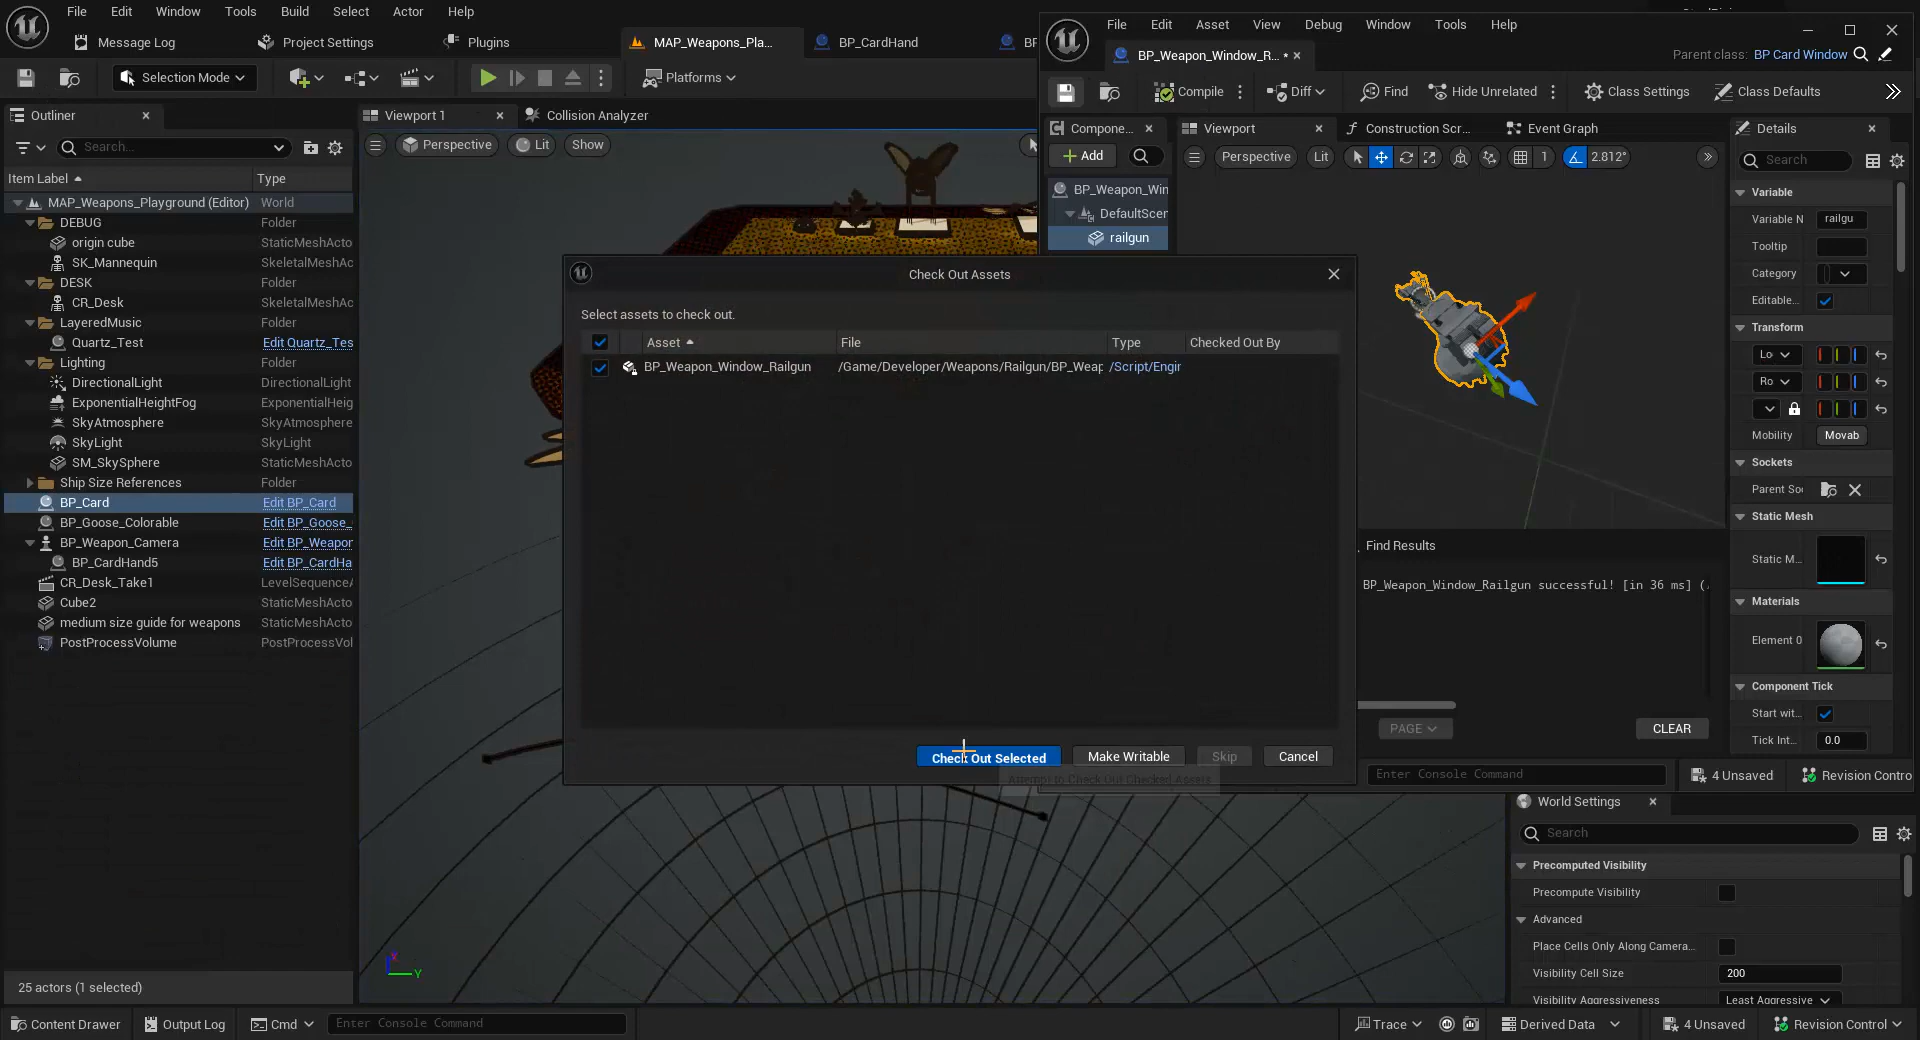 File Edit Window Tools Build Select Actor Help
Message Log
Project Settings
Plugins
MAP_Weapons_Pla...
BP_CardHand
Selection Mode
Platforms
Outliner
Viewport 1
Collision Analyzer
Search...
Perspective
Lit
Show
Item Label
Type
MAP_Weapons_Playground (Editor) World
DEBUG Folder
origin cube StaticMeshActo
SK_Mannequin SkeletalMeshAc
DESK Folder
CR_Desk SkeletalMeshAc
LayeredMusic Folder
Quartz_Test Edit Quartz_Tes
Lighting Folder
DirectionalLight DirectionalLight
ExponentialHeightFog ExponentialHeig
SkyAtmosphere SkyAtmosphere
SkyLight SkyLight
SM_SkySphere StaticMeshActo
Ship Size References Folder
BP_Card Edit BP_Card
BP_Goose_Colorable Edit BP_Goose_
BP_Weapon_Camera Edit BP_Weapon
BP_CardHand5 Edit BP_CardHa
CR_Desk_Take1 LevelSequenceA
Cube2 StaticMeshActo
medium size guide for weapons StaticMeshActo
PostProcessVolume PostProcessVol
25 actors (1 selected)
Content Drawer
Output Log
Cmd
Enter Console Command
File Edit Asset View Debug Window Tools Help
BP_Weapon_Window_R... *
Parent class: BP Card Window
Compile
Diff
Find
Hide Unrelated
Class Settings
Class Defaults
Compone...
Viewport
Construction Scr...
Event Graph
Details
Add
Perspective
Lit
1
2.812°
Search
BP_Weapon_Win
DefaultScen
railgun
Variable
Variable N railgu
Tooltip
Category
Editable...
Transform
Lo
Ro
Mobility Movab
Sockets
Parent So
Static Mesh
Static M...
Materials
Element 0
Component Tick
Start wit...
Tick Int... 0.0
Check Out Assets
Select assets to check out.
Asset File Type Checked Out By
BP_Weapon_Window_Railgun /Game/Developer/Weapons/Railgun/BP_Weap /Script/Engir
Check Out Selected
Make Writable
Skip
Cancel
Attempt to Check Out Checked Assets
Find Results
BP_Weapon_Window_Railgun successful! [in 36 ms] (
PAGE
CLEAR
Enter Console Command
4 Unsaved
Revision Contro
World Settings
Search
Precomputed Visibility
Precompute Visibility
Advanced
Place Cells Only Along Camera...
Visibility Cell Size 200
Visibility Aggressiveness Least Aggressive
Trace
Derived Data
4 Unsaved
Revision Control
X
Y